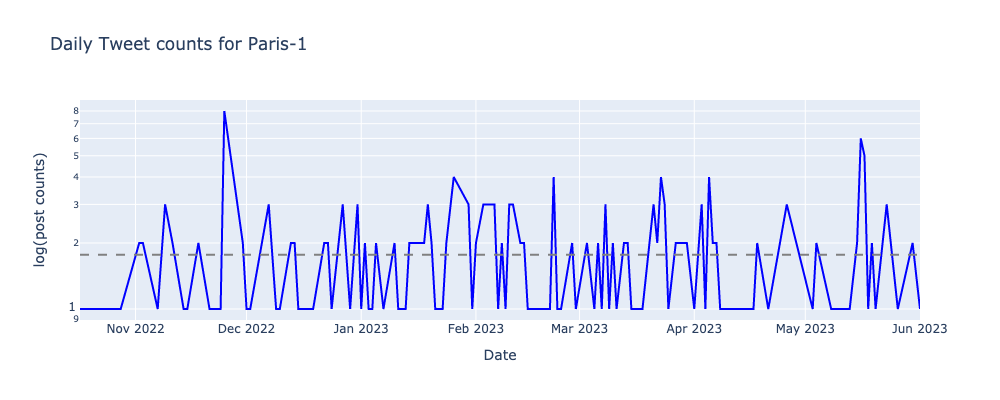 Daily Tweet counts for Paris-1
log(post counts)
8
7
6
5
4
3
2
1
9
Nov 2022 Dec 2022 Jan 2023 Feb 2023 Mar 2023 Apr 2023 May 2023 Jun 2023
Date